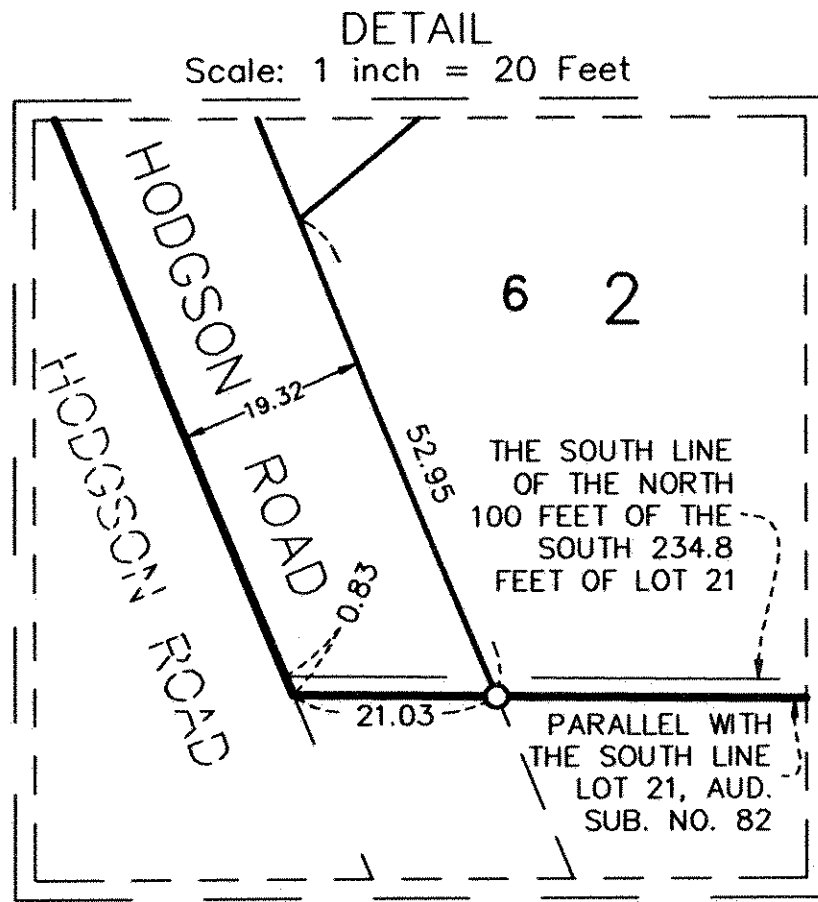 DETAIL
Scale: 1 inch = 20 Feet
HODGSON ROAD
6 2
19.32
HODGSON ROAD
52.95
THE SOUTH LINE
OF THE NORTH
100 FEET OF THE
SOUTH 234.8
FEET OF LOT 21
0.83
21.03
PARALLEL WITH
THE SOUTH LINE
LOT 21, AUD.
SUB. NO. 82